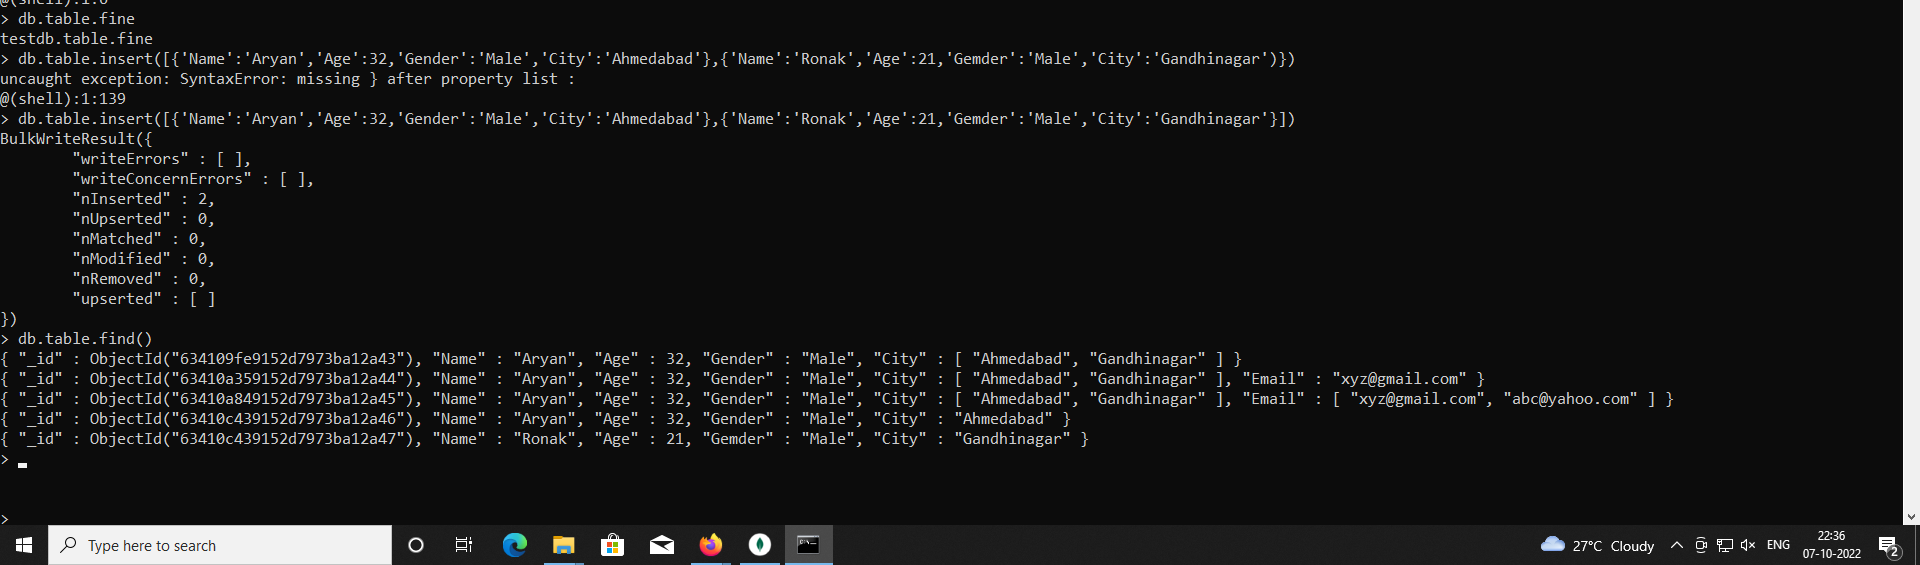 @(shell):1:6
> db.table.fine
testdb.table.fine
> db.table.insert([{'Name':'Aryan','Age':32,'Gender':'Male','City':'Ahmedabad'},{'Name':'Ronak','Age':21,'Gemder':'Male','City':'Gandhinagar')})
uncaught exception: SyntaxError: missing } after property list :
@(shell):1:139
> db.table.insert([{'Name':'Aryan','Age':32,'Gender':'Male','City':'Ahmedabad'},{'Name':'Ronak','Age':21,'Gemder':'Male','City':'Gandhinagar'}])
BulkWriteResult({
"writeErrors" : [ ],
"writeConcernErrors" : [ ],
"nInserted" : 2,
"nUpserted" : 0,
"nMatched" : 0,
"nModified" : 0,
"nRemoved" : 0,
"upserted" : [ ]
})
> db.table.find()
{ "_id" : ObjectId("634109fe9152d7973ba12a43"), "Name" : "Aryan", "Age" : 32, "Gender" : "Male", "City" : [ "Ahmedabad", "Gandhinagar" ] }
{ "_id" : ObjectId("63410a359152d7973ba12a44"), "Name" : "Aryan", "Age" : 32, "Gender" : "Male", "City" : [ "Ahmedabad", "Gandhinagar" ], "Email" : "xyz@gmail.com" }
{ "_id" : ObjectId("63410a849152d7973ba12a45"), "Name" : "Aryan", "Age" : 32, "Gender" : "Male", "City" : [ "Ahmedabad", "Gandhinagar" ], "Email" : [ "xyz@gmail.com", "abc@yahoo.com" ] }
{ "_id" : ObjectId("63410c439152d7973ba12a46"), "Name" : "Aryan", "Age" : 32, "Gender" : "Male", "City" : "Ahmedabad" }
{ "_id" : ObjectId("63410c439152d7973ba12a47"), "Name" : "Ronak", "Age" : 21, "Gemder" : "Male", "City" : "Gandhinagar" }
>
>
Type here to search
27°C Cloudy
ENG
22:36
07-10-2022
2